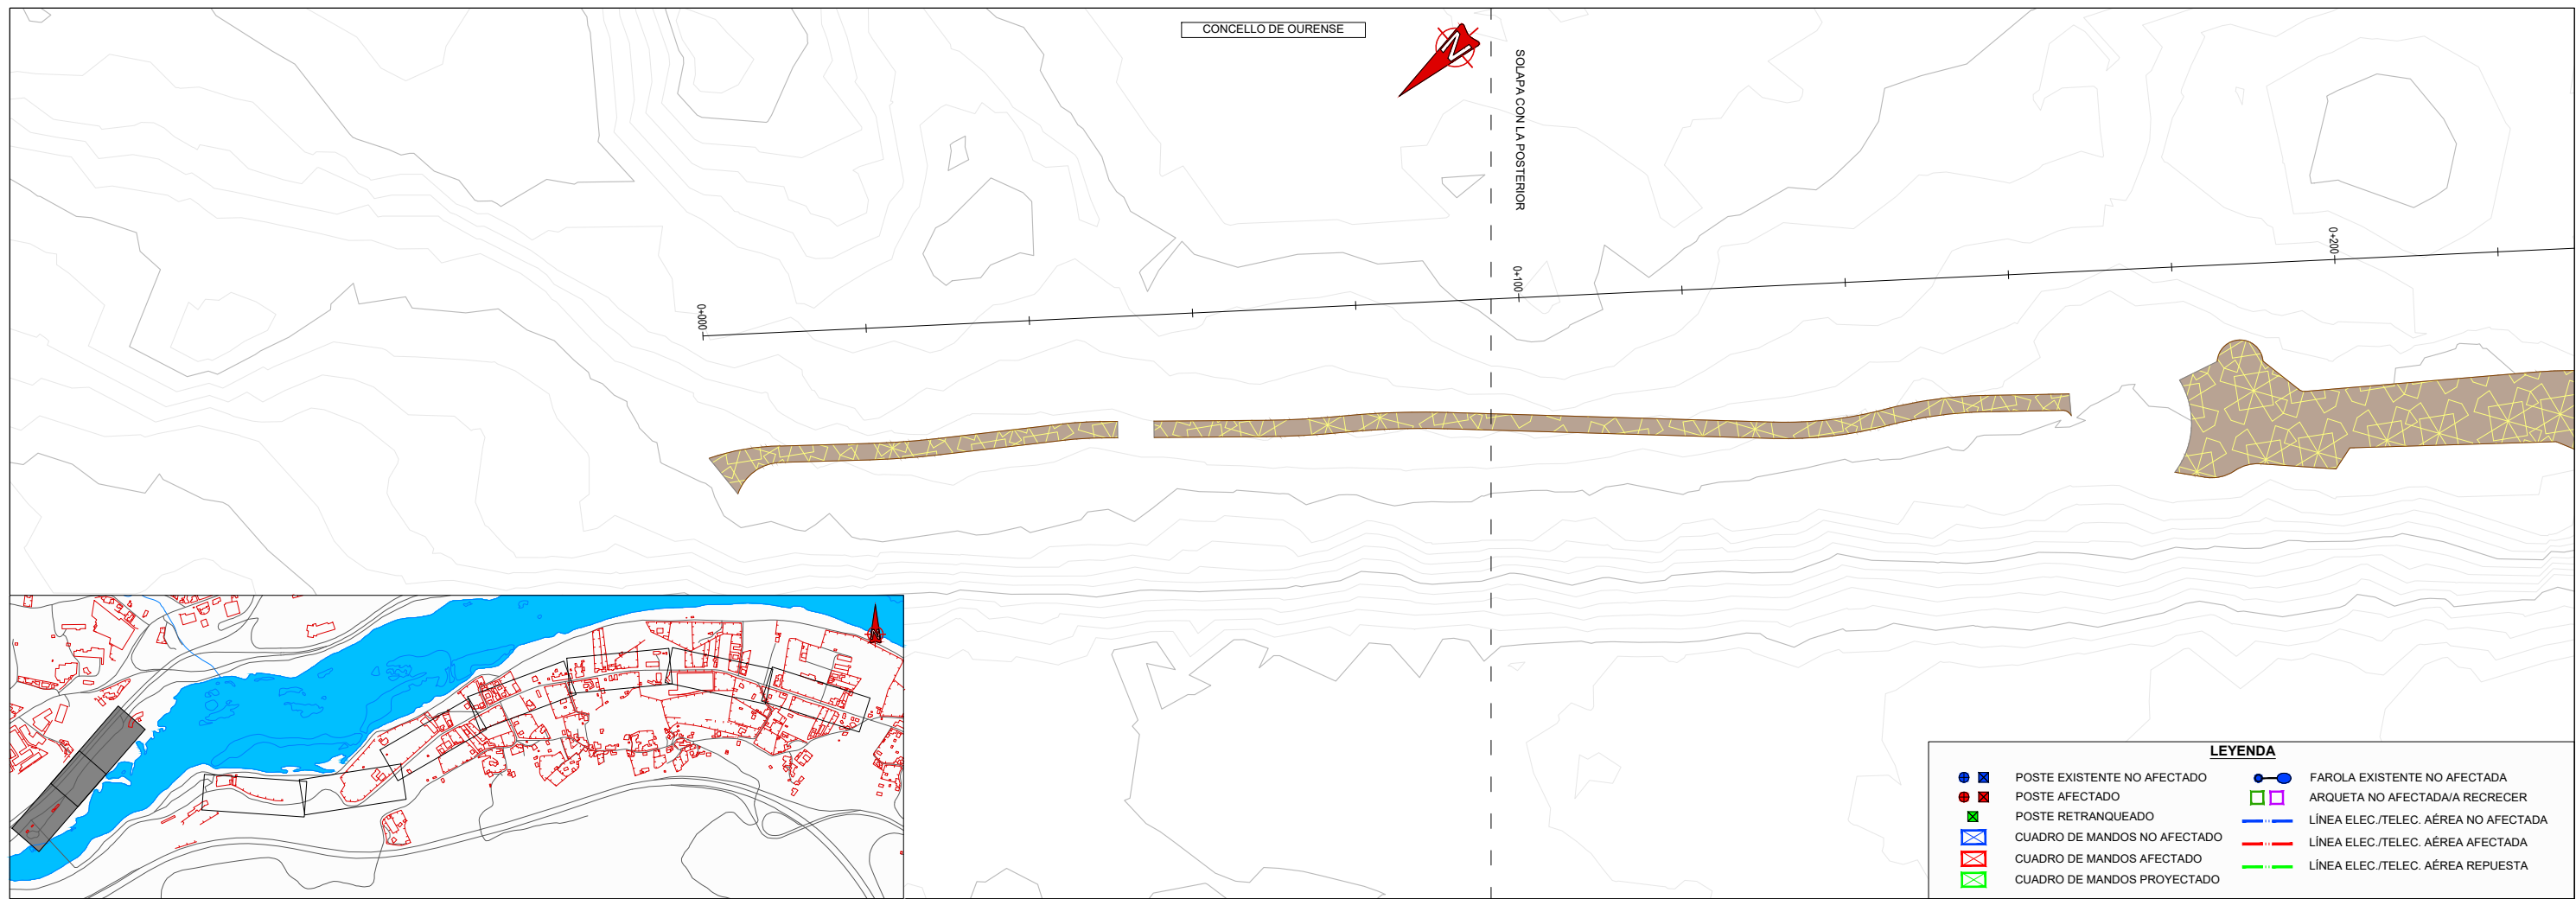 CONCELLO DE OURENSE
N
SOLAPA CON LA POSTERIOR
0+000
0+100
0+200
N
LEYENDA
POSTE EXISTENTE NO AFECTADO
POSTE AFECTADO
POSTE RETRANQUEADO
CUADRO DE MANDOS NO AFECTADO
CUADRO DE MANDOS AFECTADO
CUADRO DE MANDOS PROYECTADO
FAROLA EXISTENTE NO AFECTADA
ARQUETA NO AFECTADA/A RECRECER
LÍNEA ELEC./TELEC. AÉREA NO AFECTADA
LÍNEA ELEC./TELEC. AÉREA AFECTADA
LÍNEA ELEC./TELEC. AÉREA REPUESTA